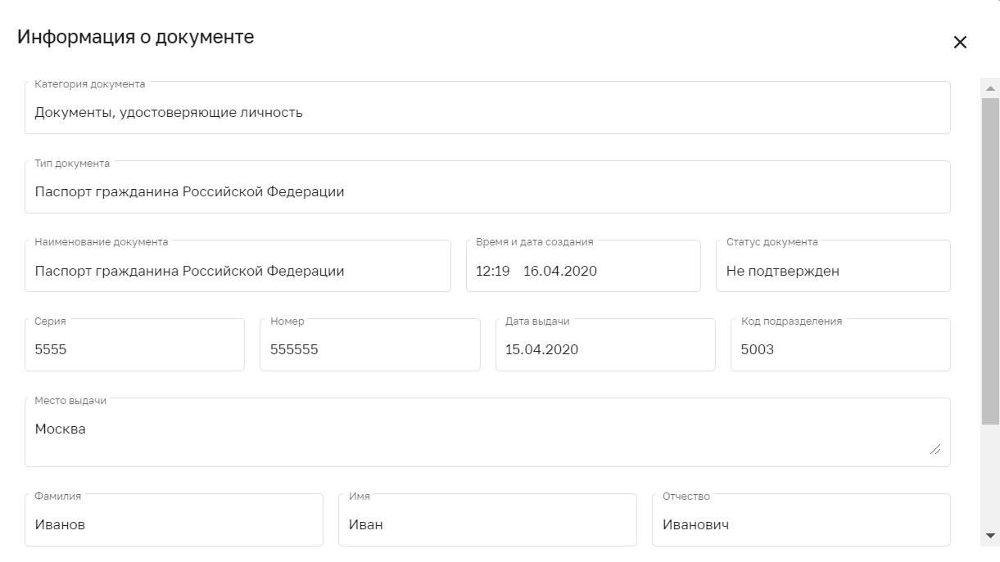 Информация о документе
Категория документа
Документы, удостоверяющие личность
Тип документа
Паспорт гражданина Российской Федерации
Наименование документа
Паспорт гражданина Российской Федерации
Время и дата создания
12:19 16.04.2020
Статус документа
Не подтвержден
Серия
5555
Номер
555555
Дата выдачи
15.04.2020
Код подразделения
5003
Место выдачи
Москва
Фамилия
Иванов
Имя
Иван
Отчество
Иванович